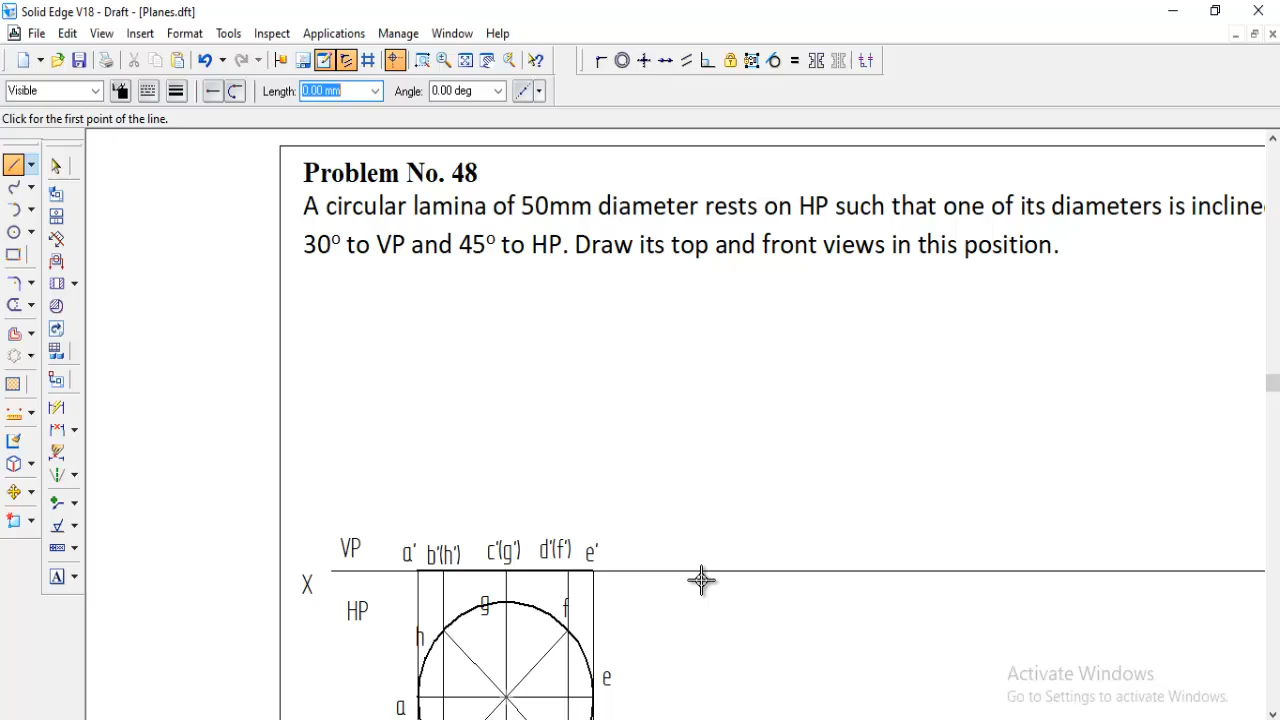 Solid Edge V18 - Draft - [Planes.dft]
File Edit View Insert Format Tools Inspect Applications Manage Window Help
Visible Length: 0.00 mm Angle: 0.00 deg
Click for the first point of the line.
Problem No. 48
A circular lamina of 50mm diameter rests on HP such that one of its diameters is incline
30º to VP and 45º to HP. Draw its top and front views in this position.
VP a' b'(h') c'(g') d'(f') e'
X
HP g f
h
e
a
A
Activate Windows
Go to Settings to activate Windows.